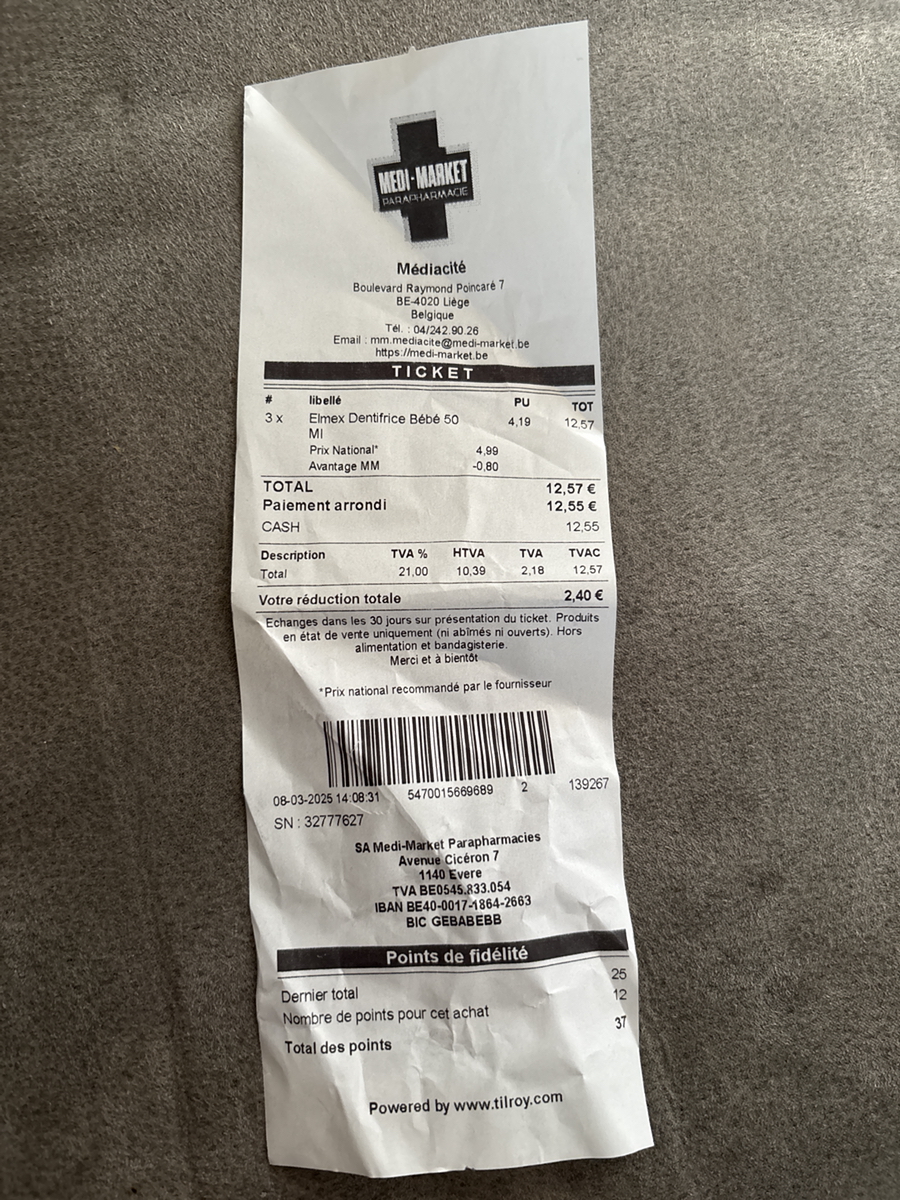 MEDI-MARKET
PARAPHARMACIE
Médiacité
Boulevard Raymond Poincaré 7
BE-4020 Liège
Belgique
Tél. : 04/242.90.26
Email : mm.mediacite@medi-market.be
https://medi-market.be
TICKET
# libellé PU TOT
3 x Elmex Dentifrice Bébé 50 4,19 12,57
Ml
Prix National* 4,99
Avantage MM -0,80
TOTAL 12,57 €
Paiement arrondi 12,55 €
CASH 12,55
Description TVA % HTVA TVA TVAC
Total 21,00 10,39 2,18 12,57
Votre réduction totale 2,40 €
Echanges dans les 30 jours sur présentation du ticket. Produits
en état de vente uniquement (ni abîmés ni ouverts). Hors
alimentation et bandagisterie.
Merci et à bientôt
*Prix national recommandé par le fournisseur
08-03-2025 14:08:31 5470015669689 2 139267
SN : 32777627
SA Medi-Market Parapharmacies
Avenue Cicéron 7
1140 Evere
TVA BE0545.833.054
IBAN BE40-0017-1864-2663
BIC GEBABEBB
Points de fidélité
Dernier total 25
Nombre de points pour cet achat 12
Total des points 37
Powered by www.tilroy.com